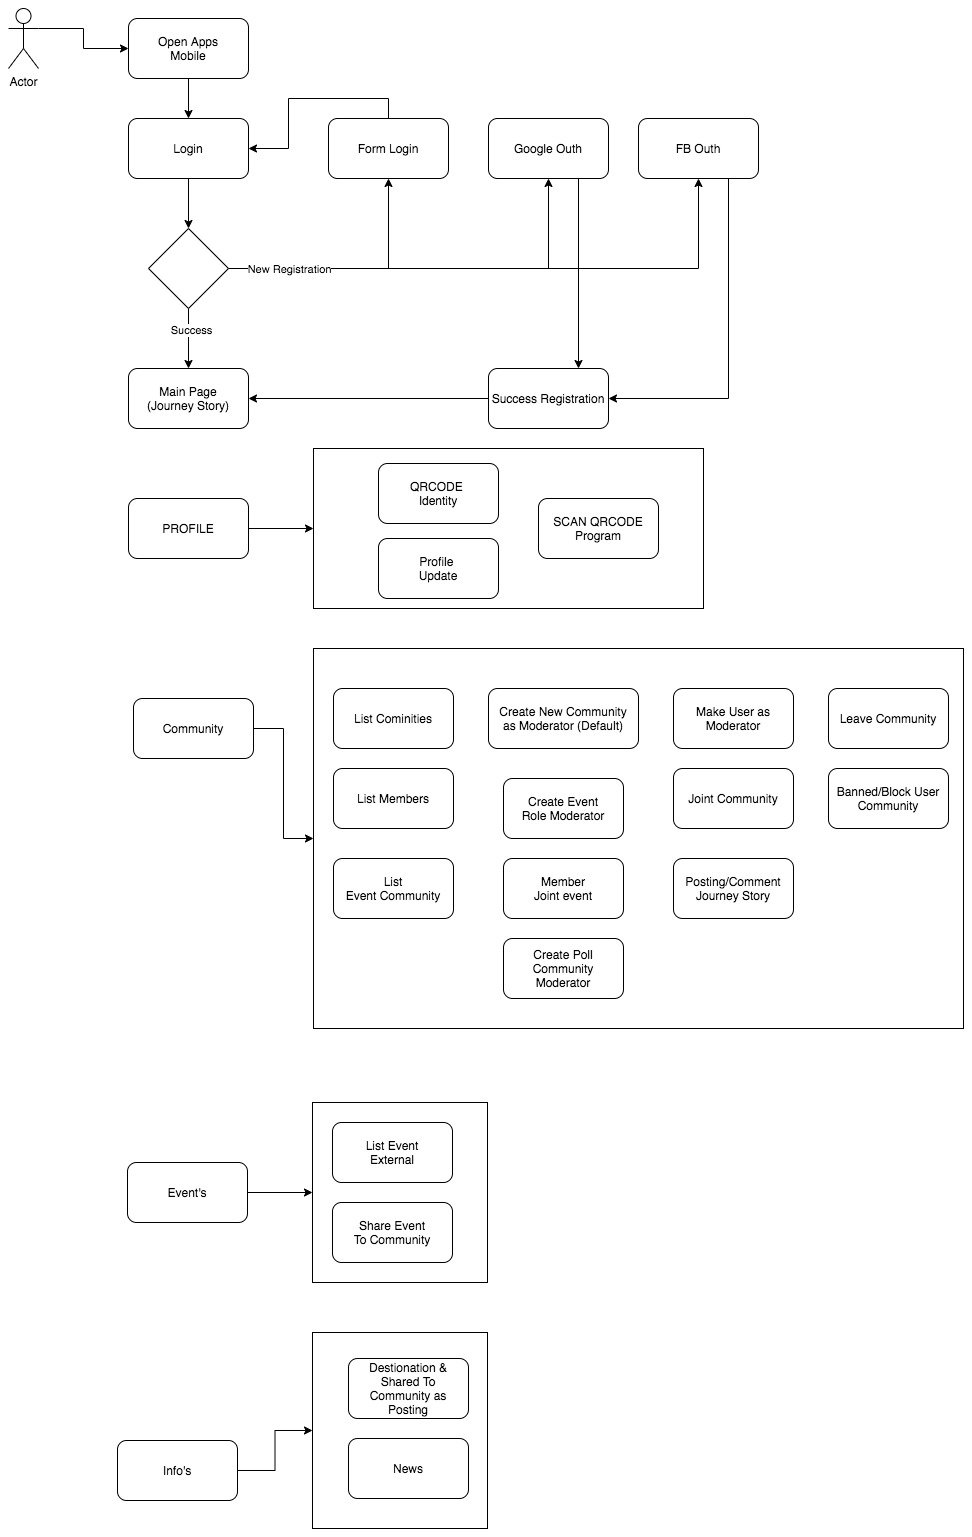 Actor
Open Apps
Mobile
Login
Form Login
Google Outh
FB Outh
New Registration
Success
Main Page
(Journey Story)
Success Registration
PROFILE
QRCODE
Identity
SCAN QRCODE
Program
Profile
Update
Community
List Cominities
Create New Community
as Moderator (Default)
Make User as
Moderator
Leave Community
List Members
Create Event
Role Moderator
Joint Community
Banned/Block User
Community
List
Event Community
Member
Joint event
Posting/Comment
Journey Story
Create Poll
Community
Moderator
Event's
List Event
External
Share Event
To Community
Info's
Destionation &
Shared To
Community as
Posting
News